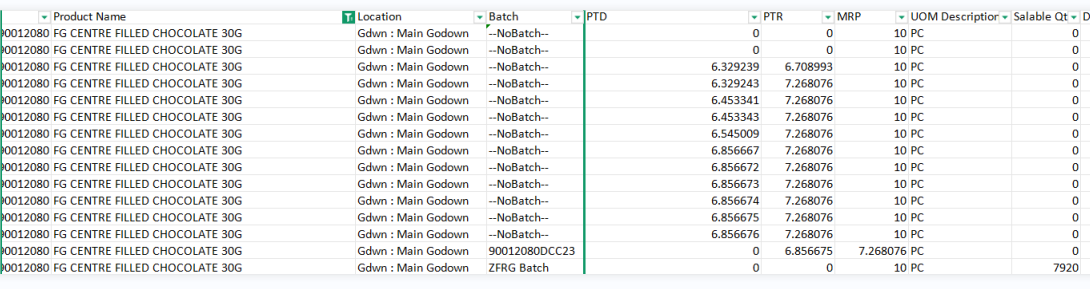 Product Name Location Batch PTD PTR MRP UOM Description Salable Qt D
90012080 FG CENTRE FILLED CHOCOLATE 30G Gdwn : Main Godown --NoBatch-- 0 0 10 PC 0
90012080 FG CENTRE FILLED CHOCOLATE 30G Gdwn : Main Godown --NoBatch-- 0 0 10 PC 0
90012080 FG CENTRE FILLED CHOCOLATE 30G Gdwn : Main Godown --NoBatch-- 6.329239 6.708993 10 PC 0
90012080 FG CENTRE FILLED CHOCOLATE 30G Gdwn : Main Godown --NoBatch-- 6.329243 7.268076 10 PC 0
90012080 FG CENTRE FILLED CHOCOLATE 30G Gdwn : Main Godown --NoBatch-- 6.453341 7.268076 10 PC 0
90012080 FG CENTRE FILLED CHOCOLATE 30G Gdwn : Main Godown --NoBatch-- 6.453343 7.268076 10 PC 0
90012080 FG CENTRE FILLED CHOCOLATE 30G Gdwn : Main Godown --NoBatch-- 6.545009 7.268076 10 PC 0
90012080 FG CENTRE FILLED CHOCOLATE 30G Gdwn : Main Godown --NoBatch-- 6.856667 7.268076 10 PC 0
90012080 FG CENTRE FILLED CHOCOLATE 30G Gdwn : Main Godown --NoBatch-- 6.856672 7.268076 10 PC 0
90012080 FG CENTRE FILLED CHOCOLATE 30G Gdwn : Main Godown --NoBatch-- 6.856673 7.268076 10 PC 0
90012080 FG CENTRE FILLED CHOCOLATE 30G Gdwn : Main Godown --NoBatch-- 6.856674 7.268076 10 PC 0
90012080 FG CENTRE FILLED CHOCOLATE 30G Gdwn : Main Godown --NoBatch-- 6.856675 7.268076 10 PC 0
90012080 FG CENTRE FILLED CHOCOLATE 30G Gdwn : Main Godown --NoBatch-- 6.856676 7.268076 10 PC 0
90012080 FG CENTRE FILLED CHOCOLATE 30G Gdwn : Main Godown 90012080DCC23 0 6.856675 7.268076 PC 0
90012080 FG CENTRE FILLED CHOCOLATE 30G Gdwn : Main Godown ZFRG Batch 0 0 10 PC 7920